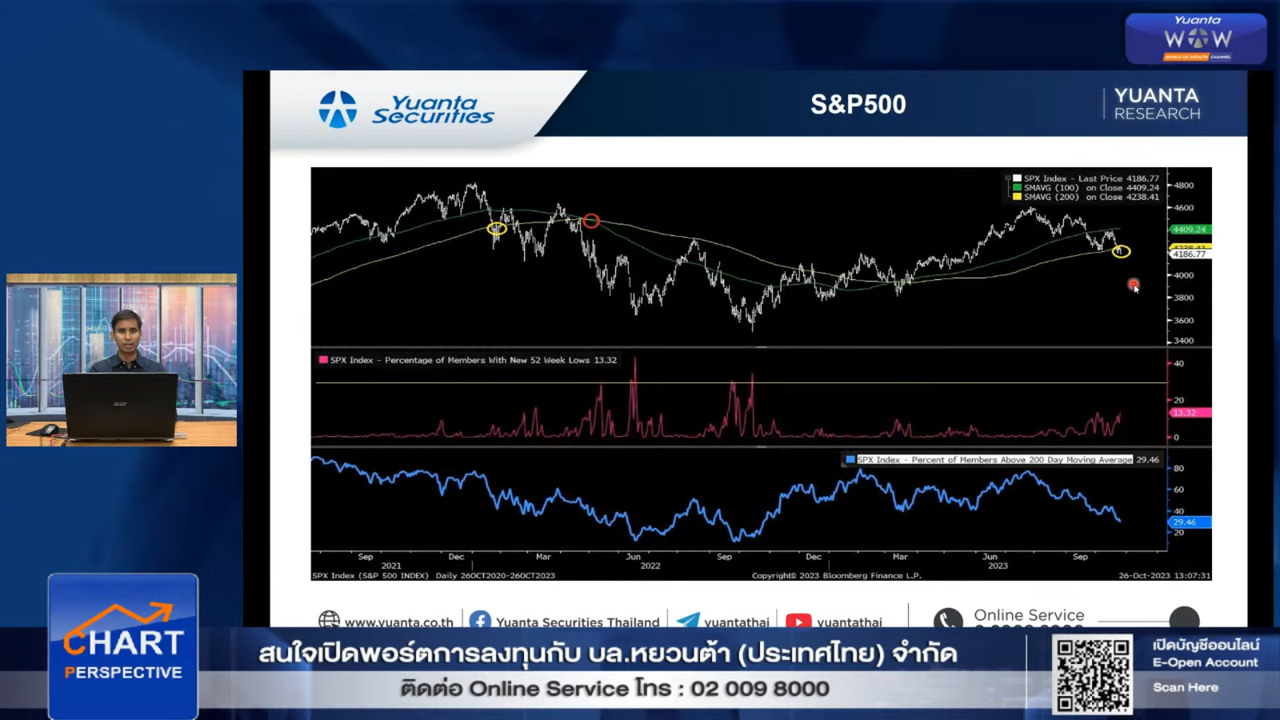 Yuanta
WOW
WORLD OF WEALTH CHANNEL
Yuanta
Securities
S&P500
YUANTA
RESEARCH
SPX Index - Last Price 4186.77
SMAVG (100) on Close 4409.24
SMAVG (200) on Close 4238.41
4800
4600
4409.24
4238.41
4186.77
4000
3800
3600
3400
SPX Index - Percentage of Members With New 52 Week Lows 13.32
40
20
13.32
0
SPX Index - Percent of Members Above 200 Day Moving Average 29.46
80
60
40
29.46
20
Sep Dec Mar Jun Sep Dec Mar Jun Sep
2021 2022 2023
SPX Index (S&P 500 INDEX) Daily 26OCT2020-26OCT2023 Copyright© 2023 Bloomberg Finance L.P. 26-Oct-2023 13:07:31
acer
www.yuanta.co.th Yuanta Securities Thailand yuantathai yuantathai Online Service
CHART
PERSPECTIVE
สนใจเปิดพอร์ตการลงทุนกับ บล.หยวนต้า (ประเทศไทย) จำกัด
ติดต่อ Online Service โทร : 02 009 8000
เปิดบัญชีออนไลน์
E-Open Account
Scan Here